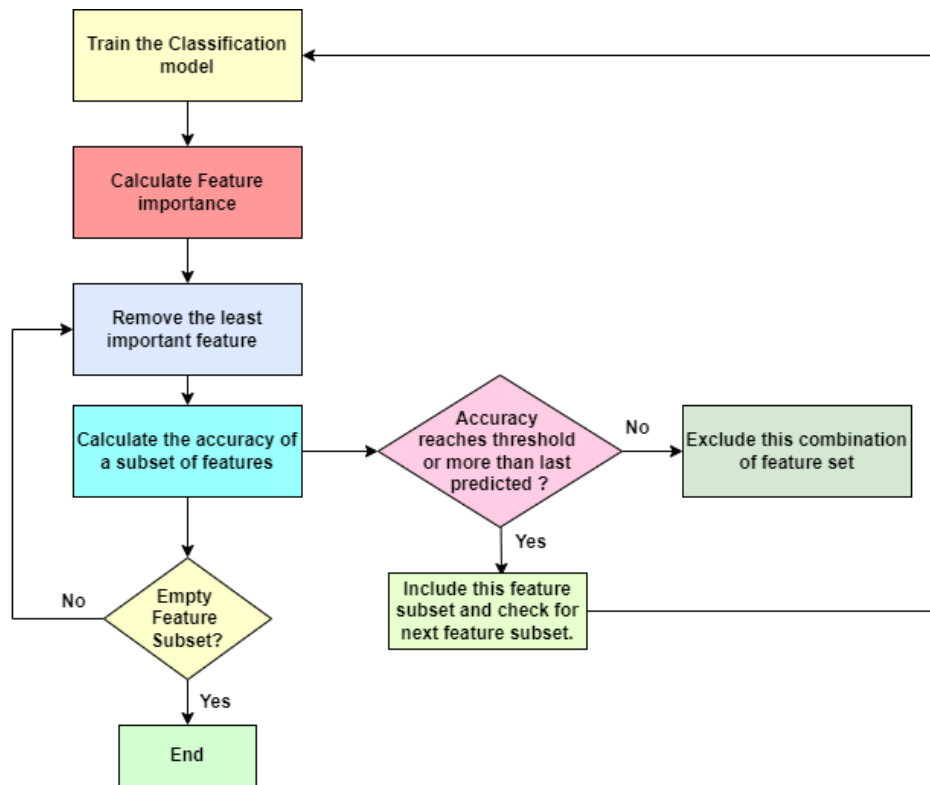 Train the Classification
model
Calculate Feature
importance
Remove the least
important feature
Calculate the accuracy of
a subset of features
Accuracy
reaches threshold
or more than last
predicted ?
No
Exclude this combination
of feature set
Yes
Include this feature
subset and check for
next feature subset.
No
Empty
Feature
Subset?
Yes
End